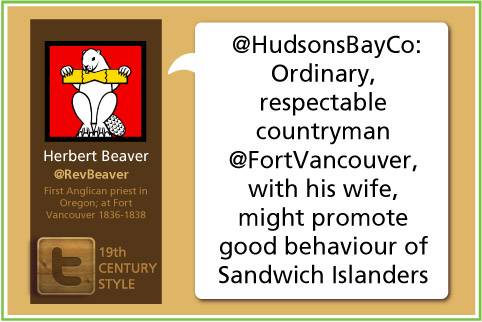 Herbert Beaver
@RevBeaver
First Anglican priest in
Oregon; at Fort
Vancouver 1836-1838
t
19th
CENTURY
STYLE
@HudsonsBayCo:
Ordinary,
respectable
countryman
@FortVancouver,
with his wife,
might promote
good behaviour of
Sandwich Islanders